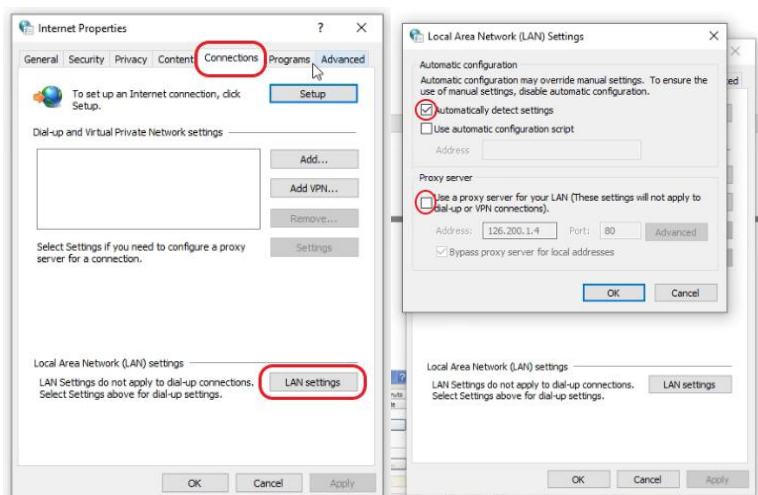 Internet Properties
General Security Privacy Content Connections Programs Advanced
To set up an Internet connection, click
Setup.
Setup
Dial-up and Virtual Private Network settings
Add...
Add VPN...
Remove...
Select Settings if you need to configure a proxy
server for a connection.
Settings
Local Area Network (LAN) settings
LAN Settings do not apply to dial-up connections.
Select Settings above for dial-up settings.
LAN settings
OK Cancel Apply
Local Area Network (LAN) Settings
Automatic configuration
Automatic configuration may override manual settings. To ensure the
use of manual settings, disable automatic configuration.
Automatically detect settings
Use automatic configuration script
Address
Proxy server
Use a proxy server for your LAN (These settings will not apply to
dial-up or VPN connections).
Address: 126.200.1.4 Port: 80 Advanced
Bypass proxy server for local addresses
OK Cancel
ed
Local Area Network (LAN) settings
LAN Settings do not apply to dial-up connections.
Select Settings above for dial-up settings.
LAN settings
OK Cancel Apply